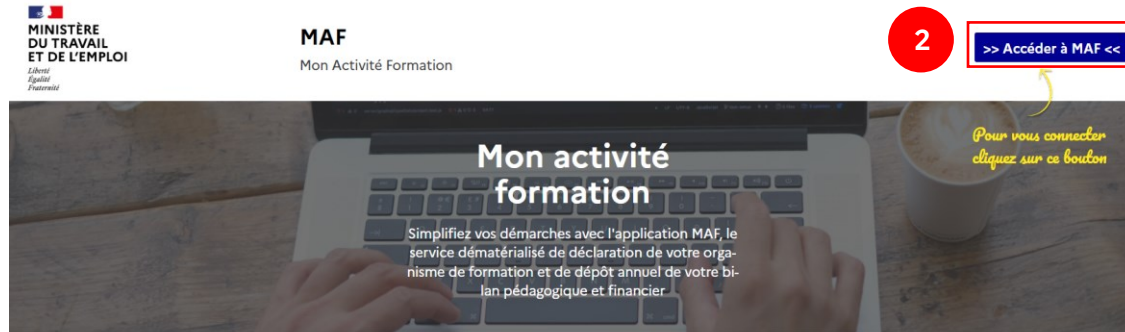 MINISTÈRE
DU TRAVAIL
ET DE L'EMPLOI
Liberté
Égalité
Fraternité
MAF
Mon Activité Formation
2
>> Accéder à MAF <<
Pour vous connecter
cliquez sur ce bouton
Mon activité
formation
Simplifiez vos démarches avec l'application MAF, le
service dématérialisé de déclaration de votre orga-
nisme de formation et de dépôt annuel de votre bi-
lan pédagogique et financier